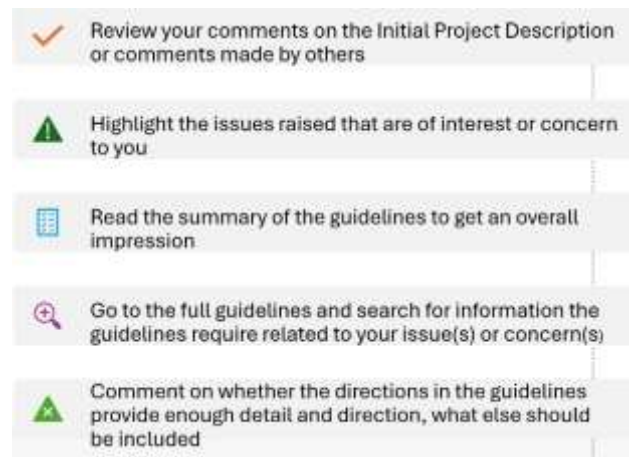 Review your comments on the Initial Project Description
or comments made by others
Highlight the issues raised that are of interest or concern
to you
Read the summary of the guidelines to get an overall
impression
Go to the full guidelines and search for information the
guidelines require related to your issue(s) or concern(s)
Comment on whether the directions in the guidelines
provide enough detail and direction, what else should
be included